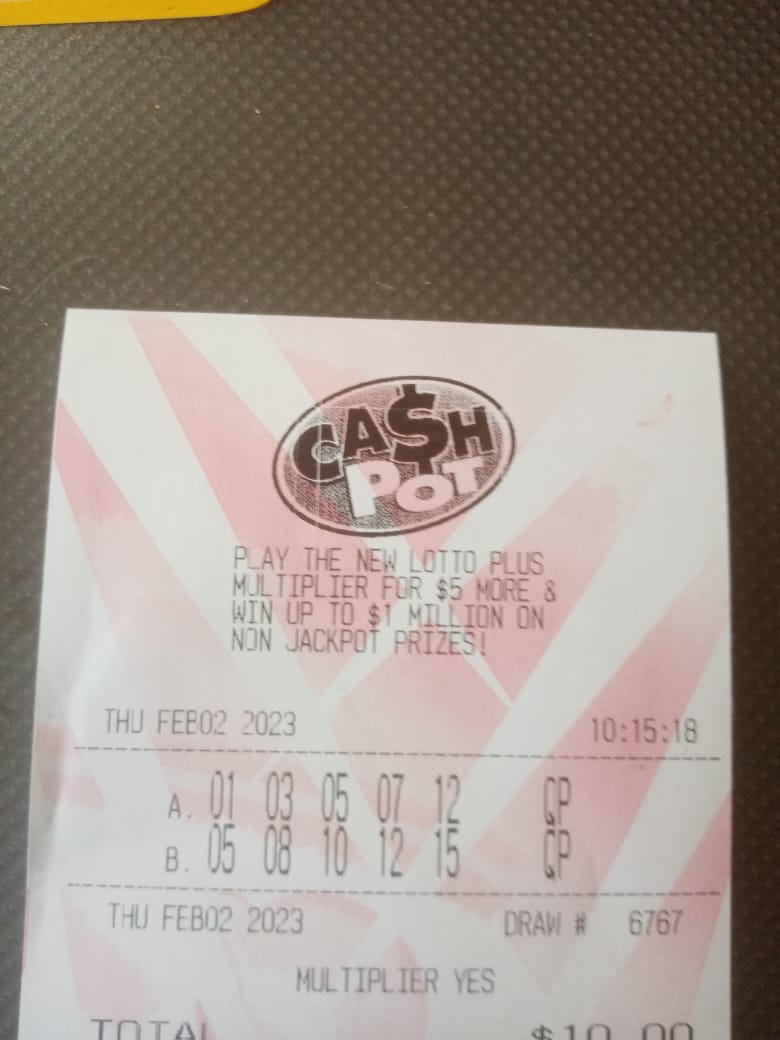 CA$H
POT
PLAY THE NEW LOTTO PLUS
MULTIPLIER FOR $5 MORE &
WIN UP TO $1 MILLION ON
NON JACKPOT PRIZES!
THU FEB02 2023 10:15:18
A. 01 03 05 07 12 QP
B. 05 08 10 12 15 QP
THU FEB02 2023 DRAW # 6767
MULTIPLIER YES
TOTAL $10.00